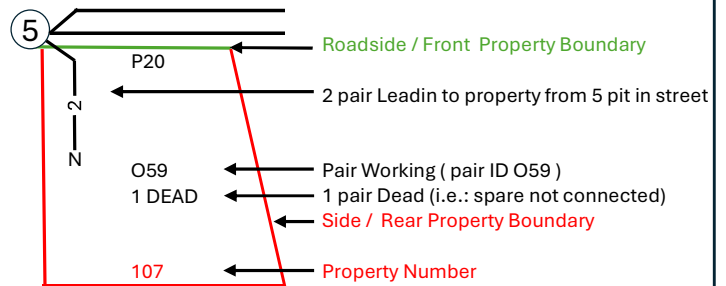 5
Roadside / Front Property Boundary
P20
2 pair Leadin to property from 5 pit in street
2
N
O59
Pair Working ( pair ID O59 )
1 DEAD
1 pair Dead (i.e.: spare not connected)
Side / Rear Property Boundary
107
Property Number